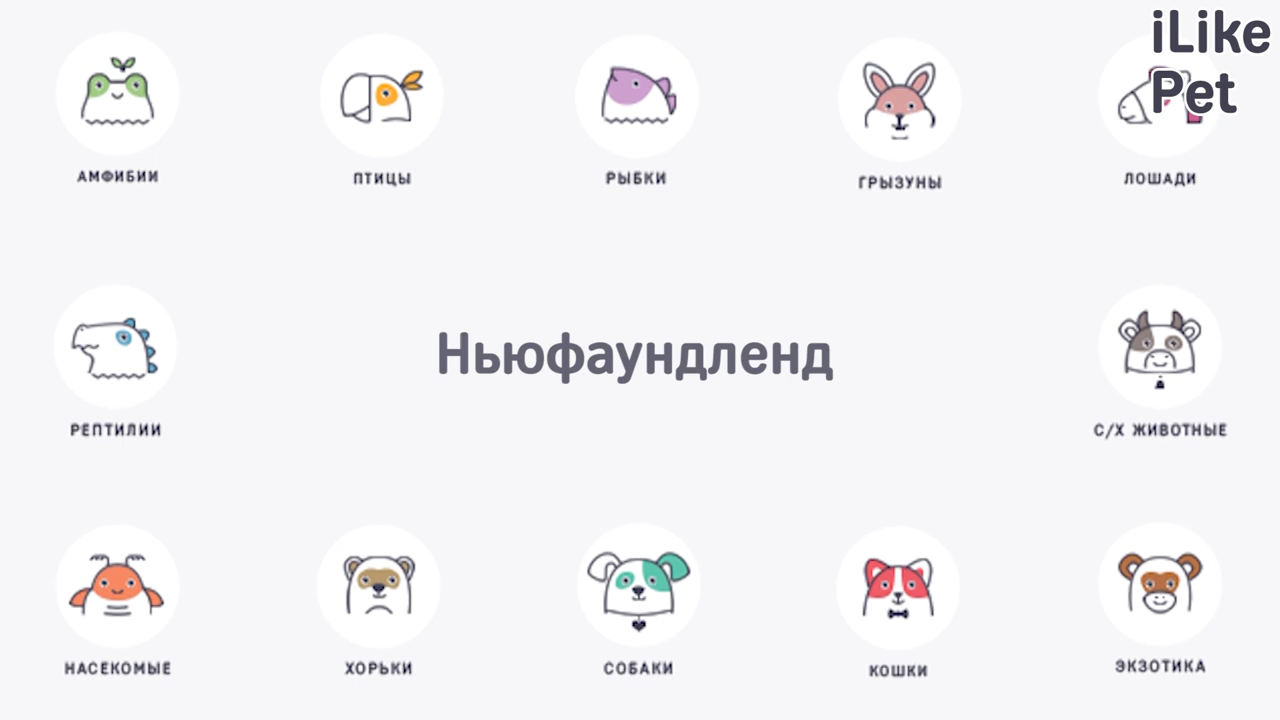 iLike
Pet
АМФИБИИ
ПТИЦЫ
РЫБКИ
ГРЫЗУНЫ
ЛОШАДИ
РЕПТИЛИИ
Ньюфаундленд
С/Х ЖИВОТНЫЕ
НАСЕКОМЫЕ
ХОРЬКИ
СОБАКИ
КОШКИ
ЭКЗОТИКА